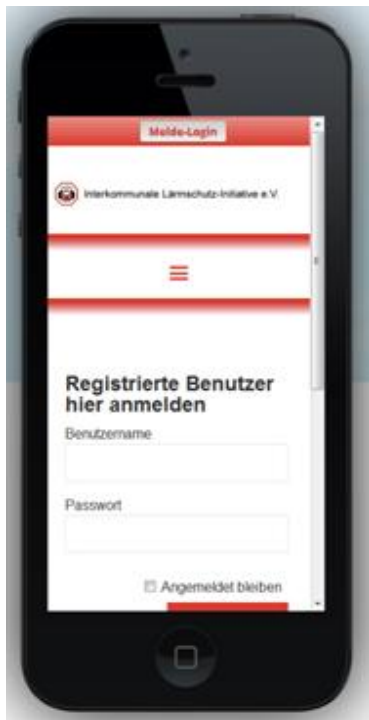 Melde-Login
Interkommunale Lärmschutz-Initiative e.V.
Registrierte Benutzer
hier anmelden
Benutzername
Passwort
Angemeldet bleiben